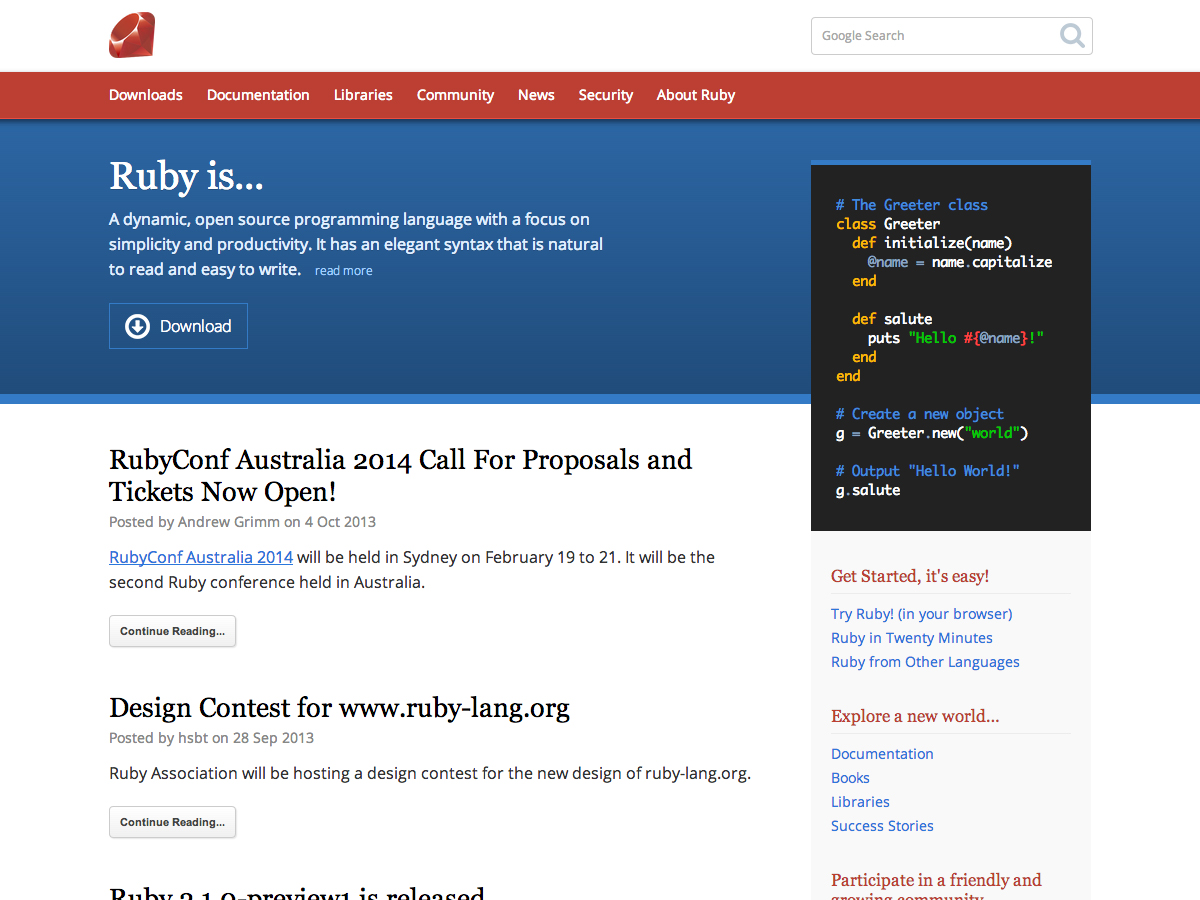 Google Search
Downloads Documentation Libraries Community News Security About Ruby
Ruby is...
A dynamic, open source programming language with a focus on
simplicity and productivity. It has an elegant syntax that is natural
to read and easy to write. read more
Download
# The Greeter class
class Greeter
  def initialize(name)
    @name = name.capitalize
  end

  def salute
    puts "Hello #{@name}!"
  end
end

# Create a new object
g = Greeter.new("world")

# Output "Hello World!"
g.salute
RubyConf Australia 2014 Call For Proposals and
Tickets Now Open!
Posted by Andrew Grimm on 4 Oct 2013
RubyConf Australia 2014 will be held in Sydney on February 19 to 21. It will be the
second Ruby conference held in Australia.
Continue Reading...
Design Contest for www.ruby-lang.org
Posted by hsbt on 28 Sep 2013
Ruby Association will be hosting a design contest for the new design of ruby-lang.org.
Continue Reading...
Ruby 2.1.0-preview1 is released
Get Started, it's easy!
Try Ruby! (in your browser)
Ruby in Twenty Minutes
Ruby from Other Languages
Explore a new world...
Documentation
Books
Libraries
Success Stories
Participate in a friendly and
growing community.